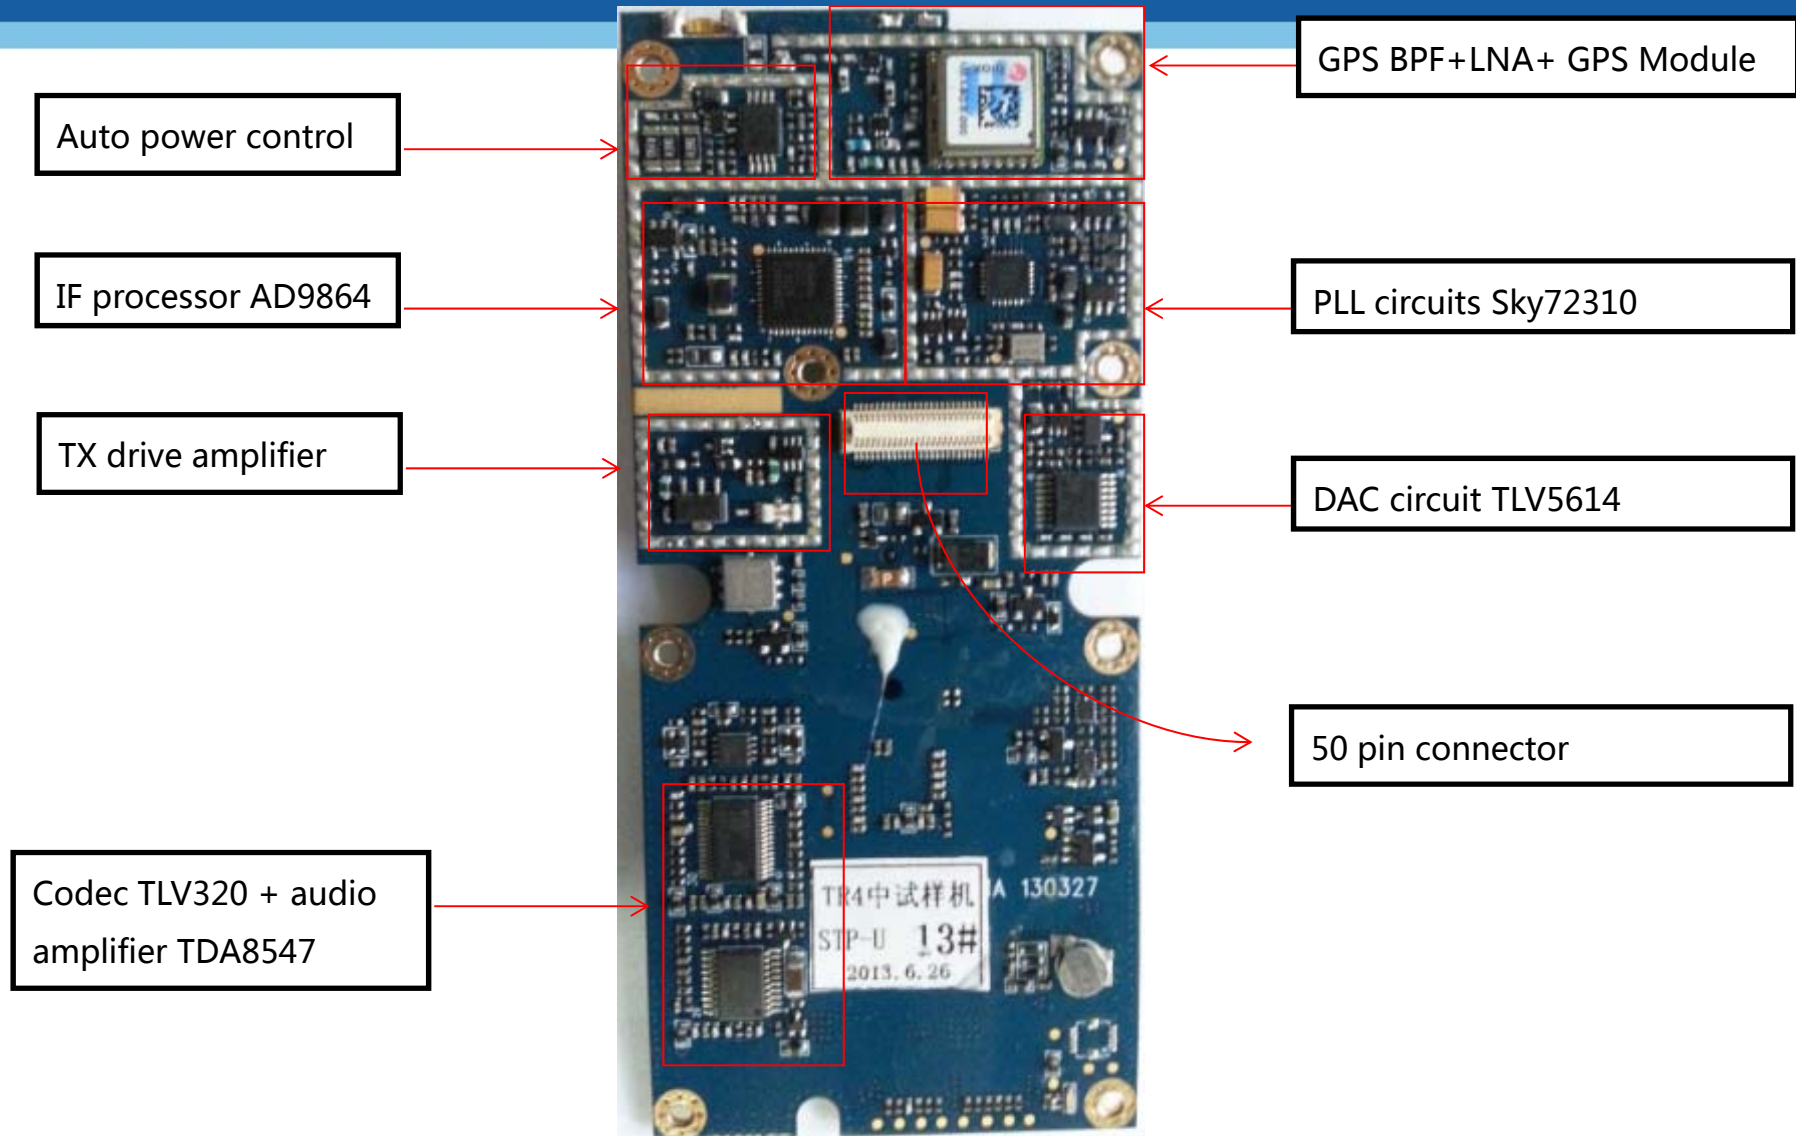 GPS BPF+LNA+ GPS Module
Auto power control
IF processor AD9864
PLL circuits Sky72310
TX drive amplifier
DAC circuit TLV5614
50 pin connector
Codec TLV320 + audio
amplifier TDA8547
A 130327
TR4中试样机
STP-U 13#
2013.6.26